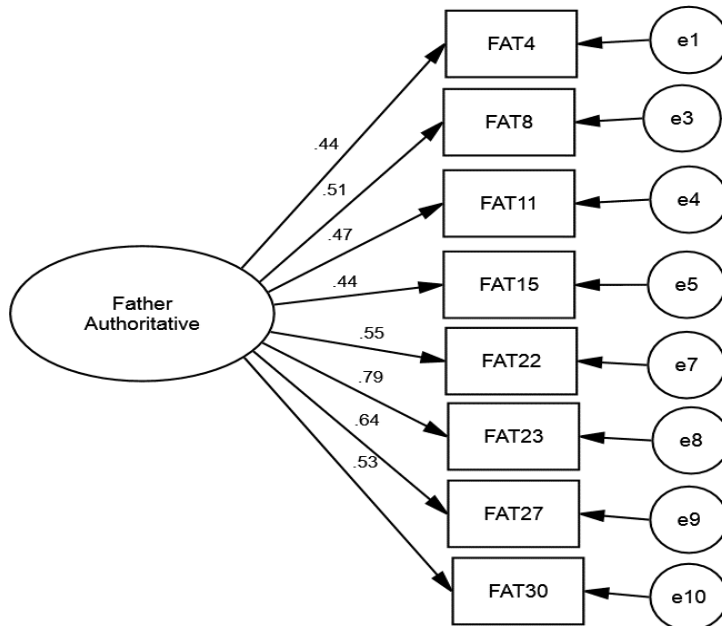 FAT4
e1
.44
FAT8
e3
.51
FAT11
e4
.47
FAT15
e5
.44
Father
Authoritative
.55
FAT22
e7
.79
FAT23
e8
.64
FAT27
e9
.53
FAT30
e10